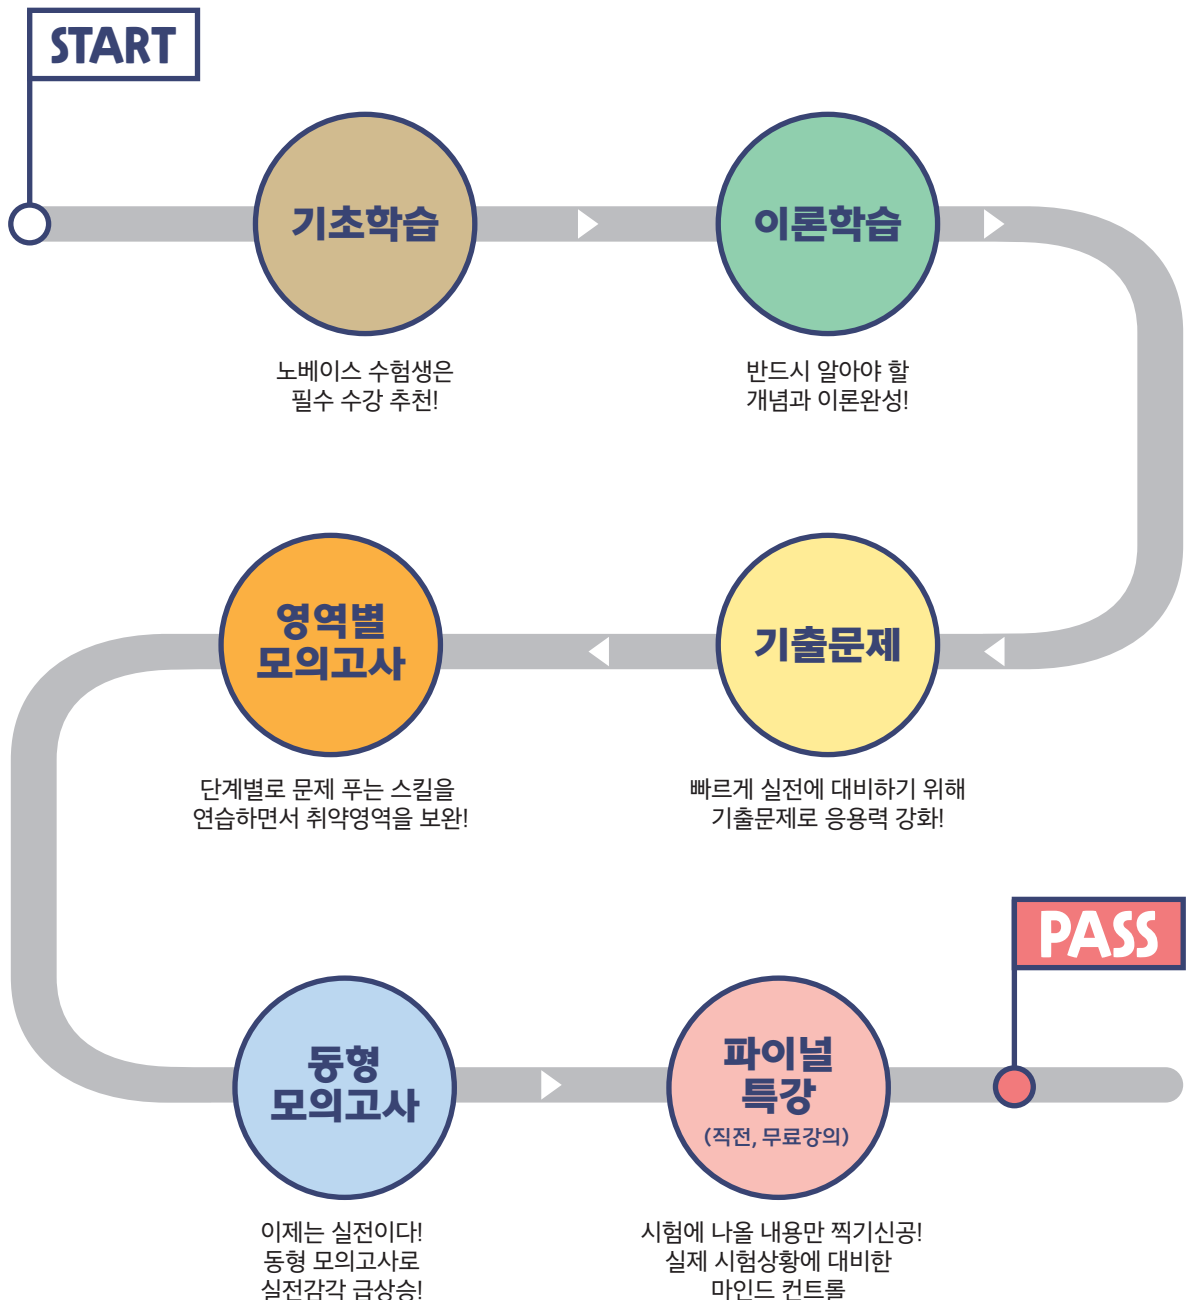 START
기초학습
노베이스 수험생은
필수 수강 추천!
이론학습
반드시 알아야 할
개념과 이론완성!
기출문제
빠르게 실전에 대비하기 위해
기출문제로 응용력 강화!
영역별
모의고사
단계별로 문제 푸는 스킬을
연습하면서 취약영역을 보완!
동형
모의고사
이제는 실전이다!
동형 모의고사로
실전감각 급상승!
파이널
특강
(직전, 무료강의)
시험에 나올 내용만 찍기신공!
실제 시험상황에 대비한
마인드 컨트롤
PASS